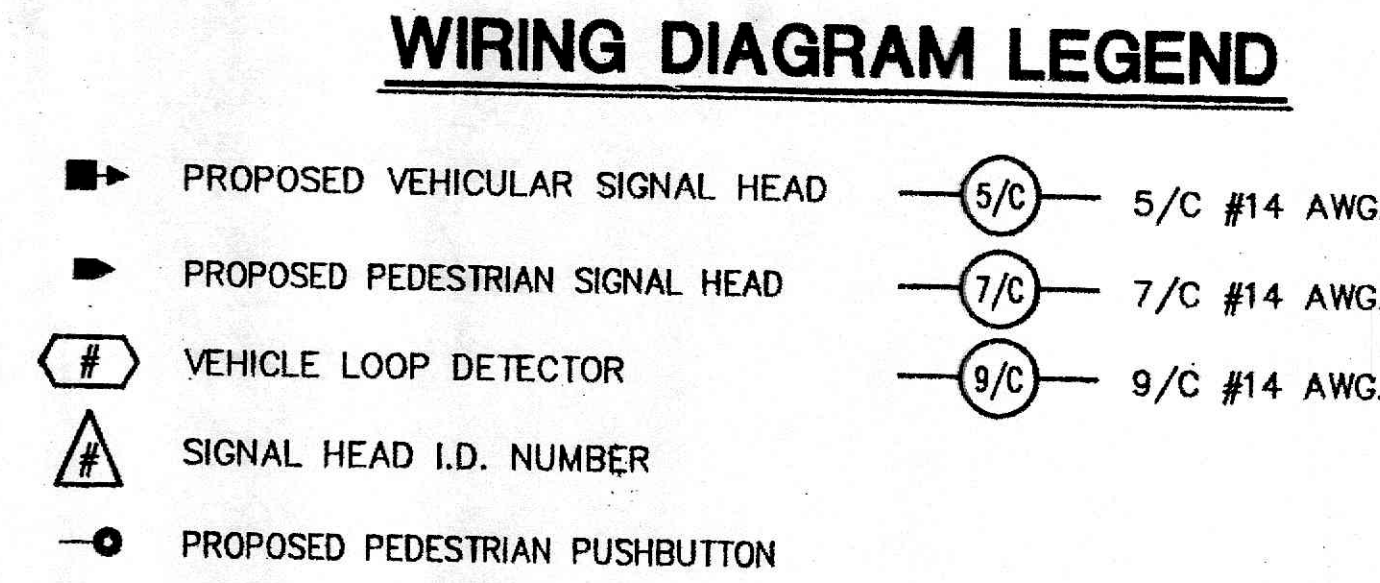 WIRING DIAGRAM LEGEND
PROPOSED VEHICULAR SIGNAL HEAD
PROPOSED PEDESTRIAN SIGNAL HEAD
# VEHICLE LOOP DETECTOR
# SIGNAL HEAD I.D. NUMBER
PROPOSED PEDESTRIAN PUSHBUTTON
5/C 5/C #14 AWG.
7/C 7/C #14 AWG.
9/C 9/C #14 AWG.